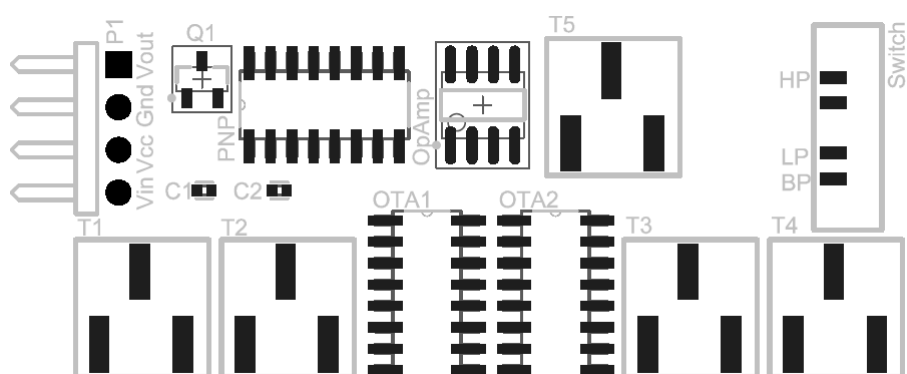 P1
Vout
Gnd
Vcc
Vin
Q1
PNP
OpAmp
T5
Switch
HP
LP
BP
C1
C2
OTA1
OTA2
T1
T2
T3
T4